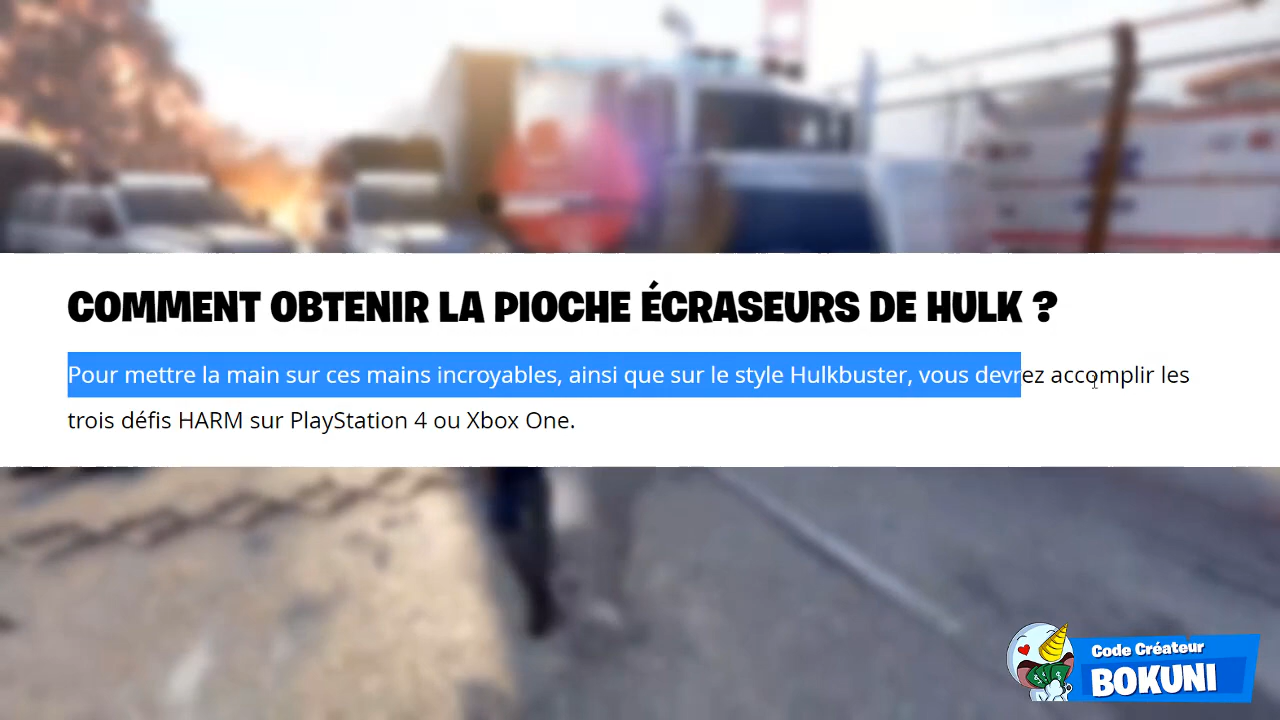 COMMENT OBTENIR LA PIOCHE ÉCRASEURS DE HULK ?
Pour mettre la main sur ces mains incroyables, ainsi que sur le style Hulkbuster, vous devrez accomplir les
trois défis HARM sur PlayStation 4 ou Xbox One.
Code Créateur
BOKUNI